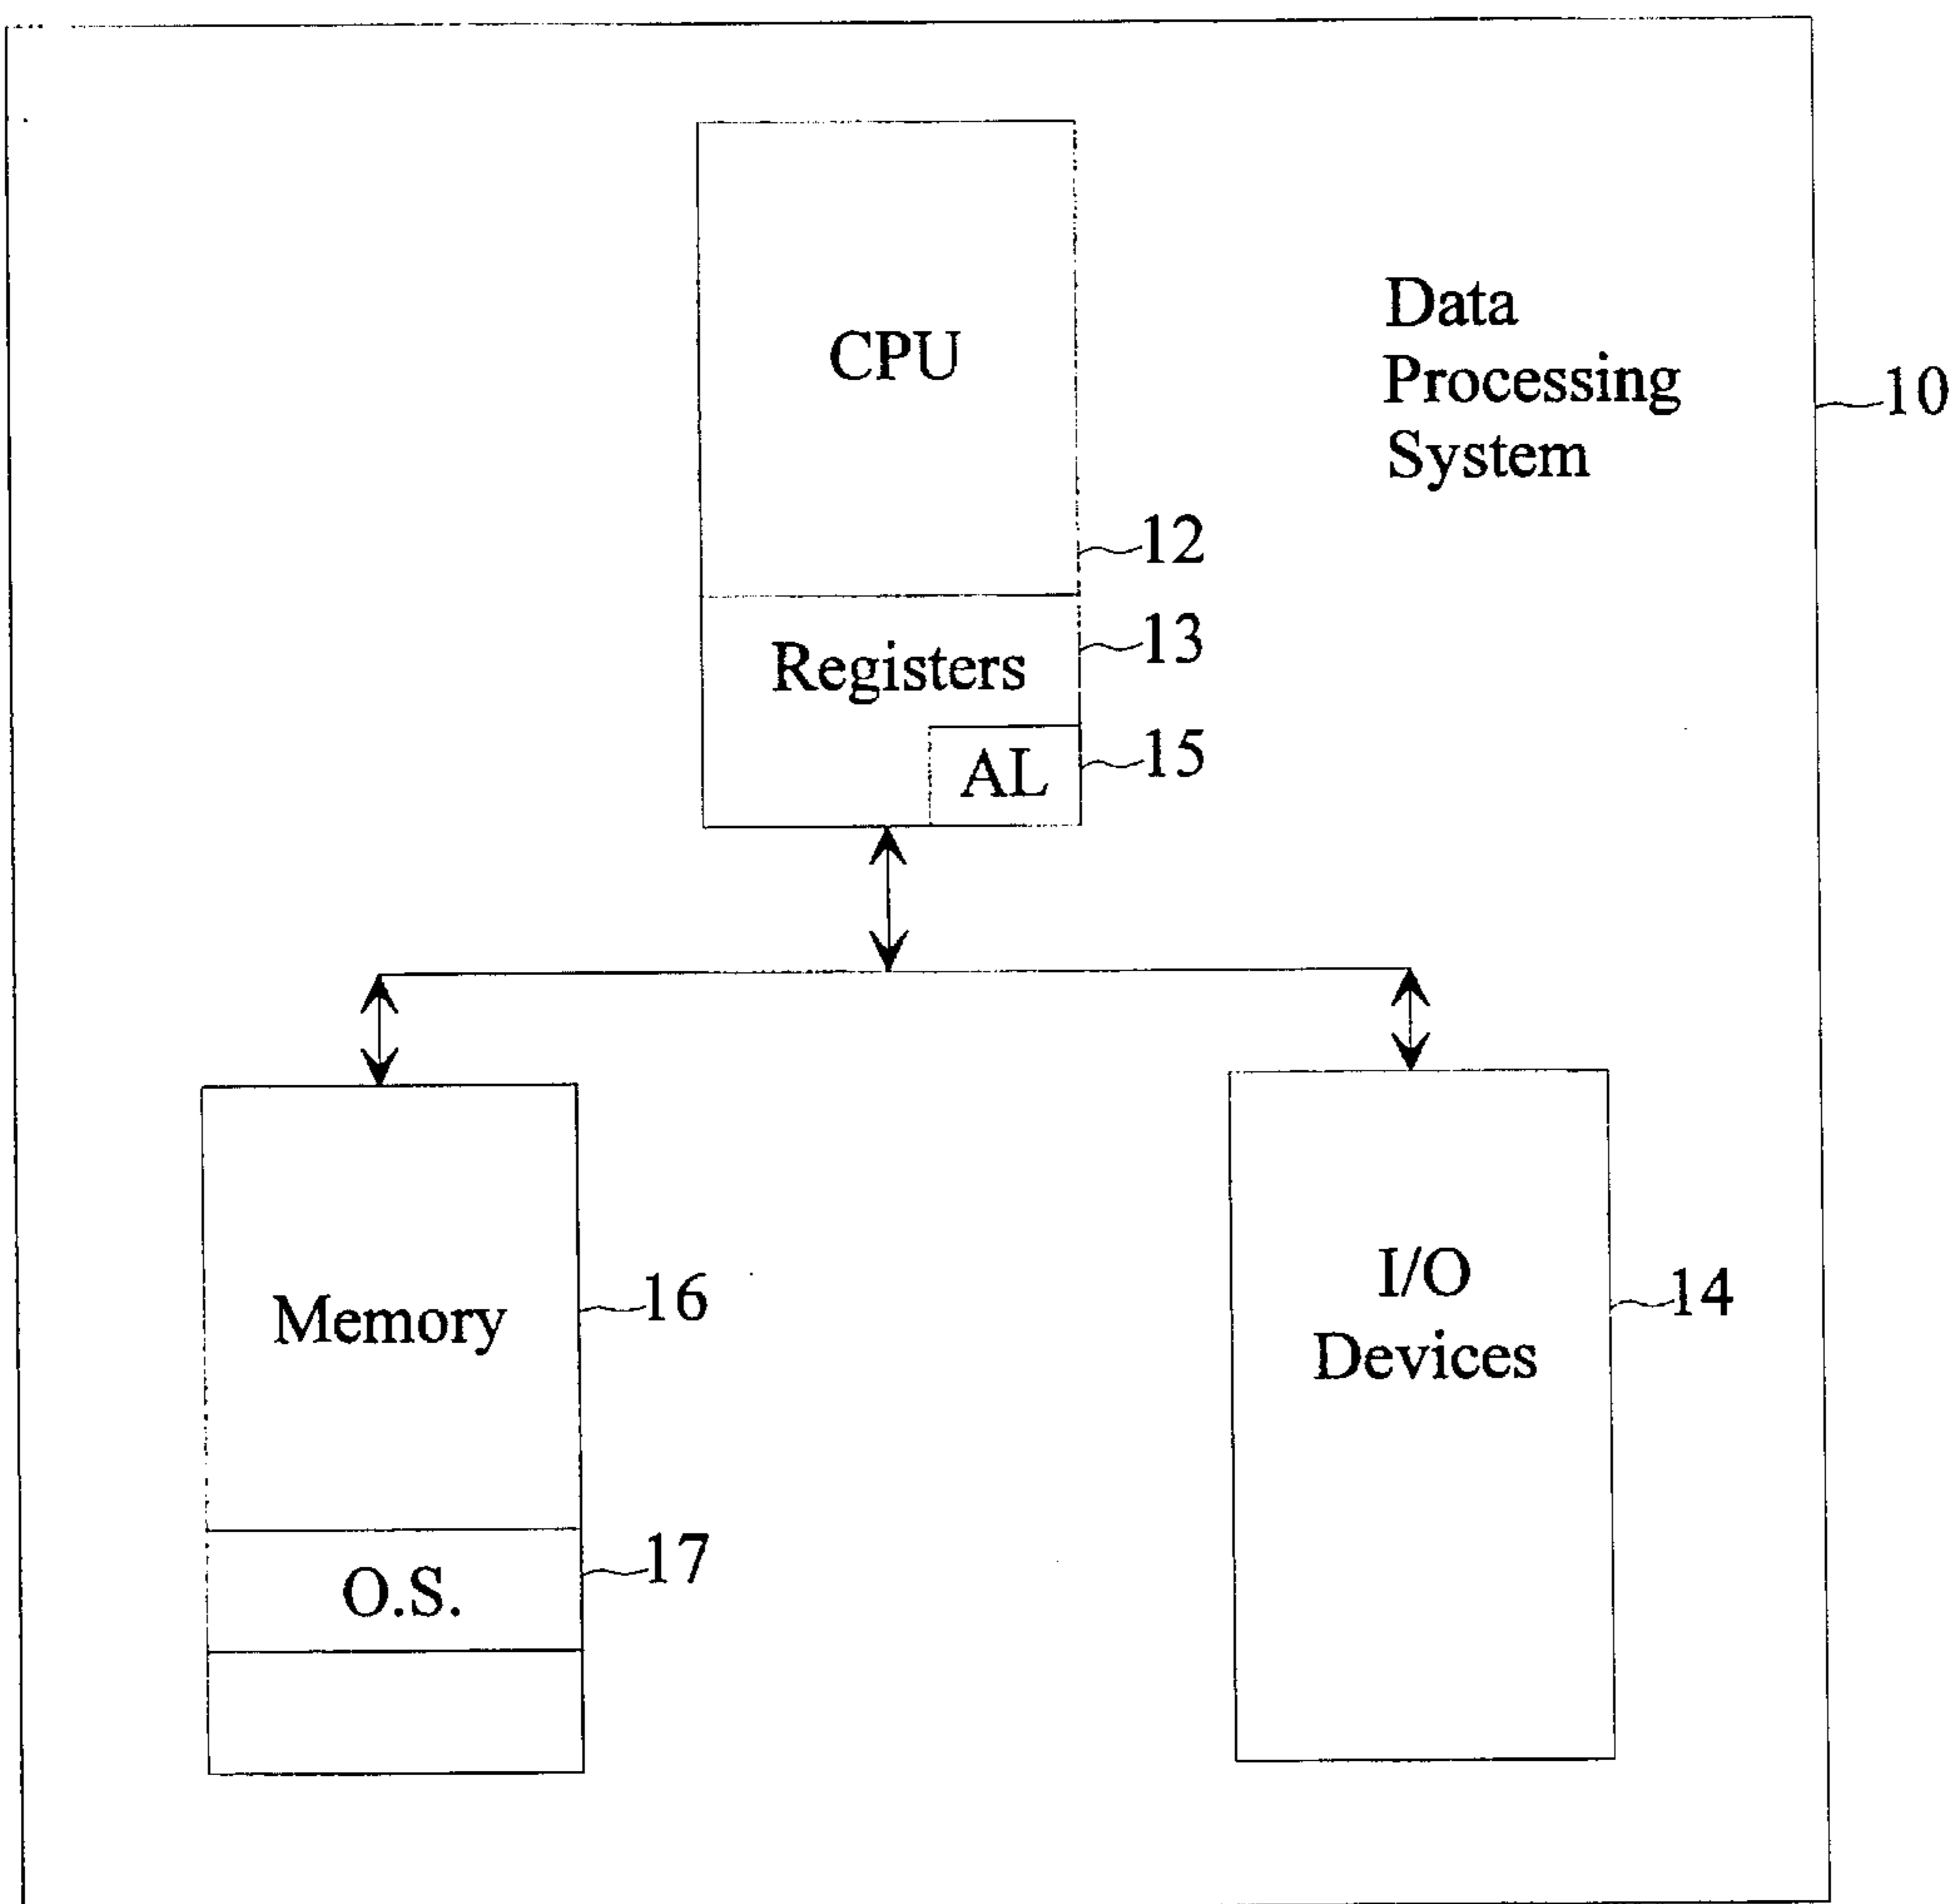 CPU
Data
Processing
System
10
12
Registers
13
AL
15
Memory
16
I/O
Devices
14
O.S.
17